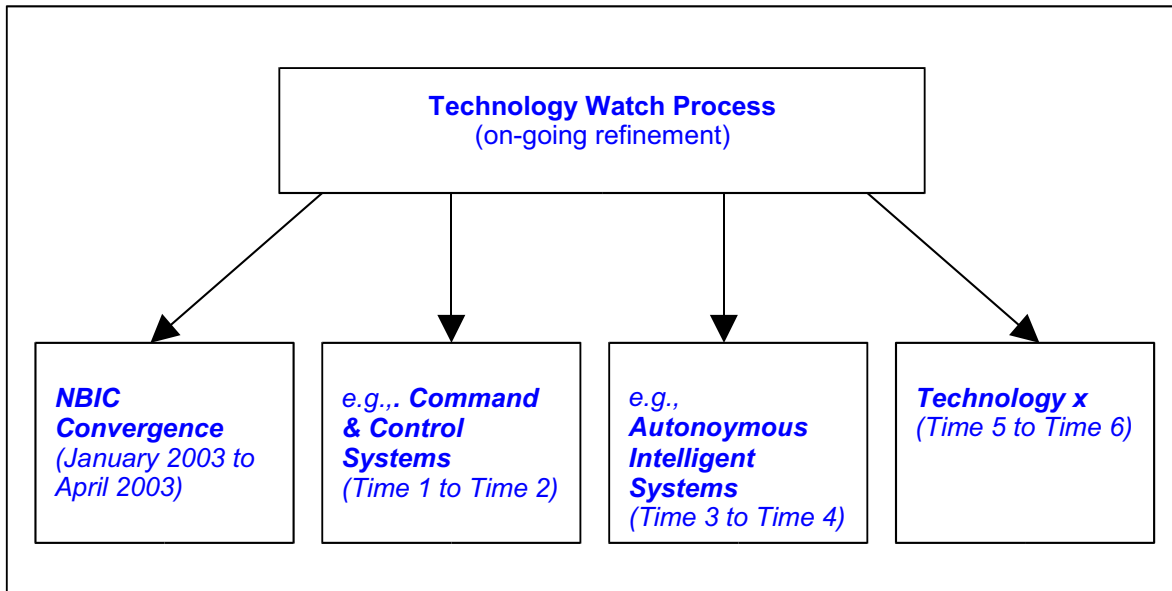 Technology Watch Process
(on-going refinement)
NBIC
Convergence
(January 2003 to
April 2003)
e.g.,. Command
& Control
Systems
(Time 1 to Time 2)
e.g.,
Autonoymous
Intelligent
Systems
(Time 3 to Time 4)
Technology x
(Time 5 to Time 6)